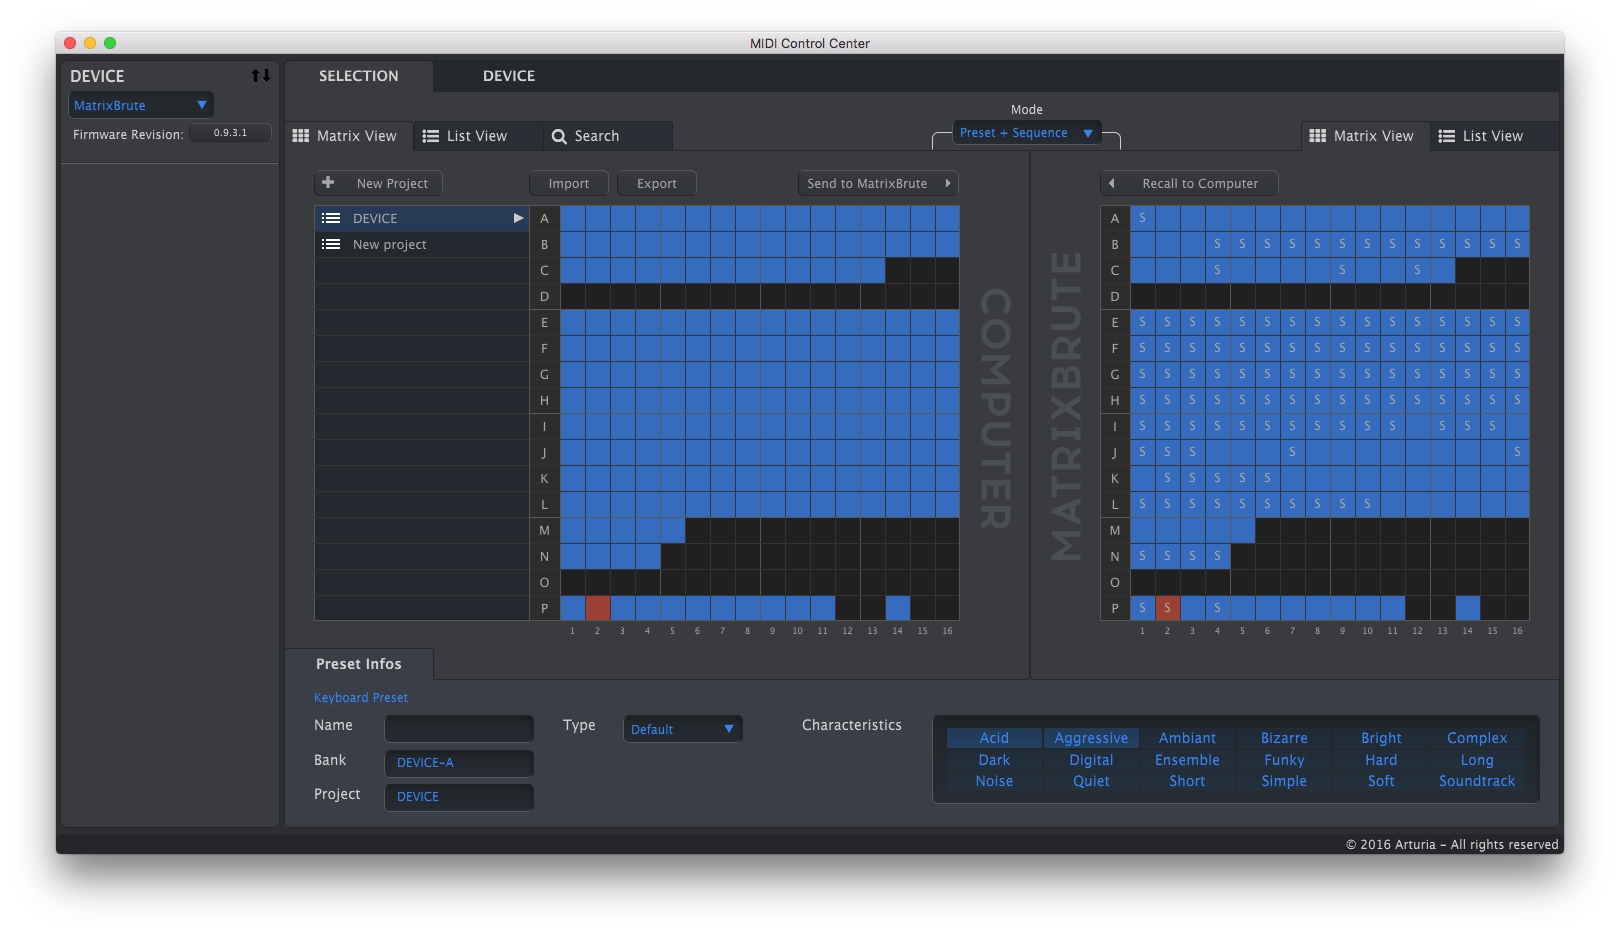 MIDI Control Center
DEVICE
MatrixBrute
Firmware Revision: 0.9.3.1
SELECTION DEVICE
Mode
Preset + Sequence
Matrix View List View Search
Matrix View List View
New Project Import Export Send to MatrixBrute
Recall to Computer
DEVICE
New project
A
B
C
D
E
F
G
H
I
J
K
L
M
N
O
P
1 2 3 4 5 6 7 8 9 10 11 12 13 14 15 16
COMPUTER
MATRIXBRUTE
A S
B S S S S S S S S S S S S S
C S S S
D
E S S S S S S S S S S S S S S S S
F S S S S S S S S S S S S S S S S
G S S S S S S S S S S S S S S S S
H S S S S S S S S S S S S S S S S
I S S S S S S S S S S S S S S
J S S S S S
K S S S S S
L S S S S S S S S S S
M
N S S S S
O
P S S S
1 2 3 4 5 6 7 8 9 10 11 12 13 14 15 16
Preset Infos
Keyboard Preset
Name
Bank DEVICE-A
Project DEVICE
Type Default
Characteristics
Acid Aggressive Ambiant Bizarre Bright Complex
Dark Digital Ensemble Funky Hard Long
Noise Quiet Short Simple Soft Soundtrack
© 2016 Arturia – All rights reserved